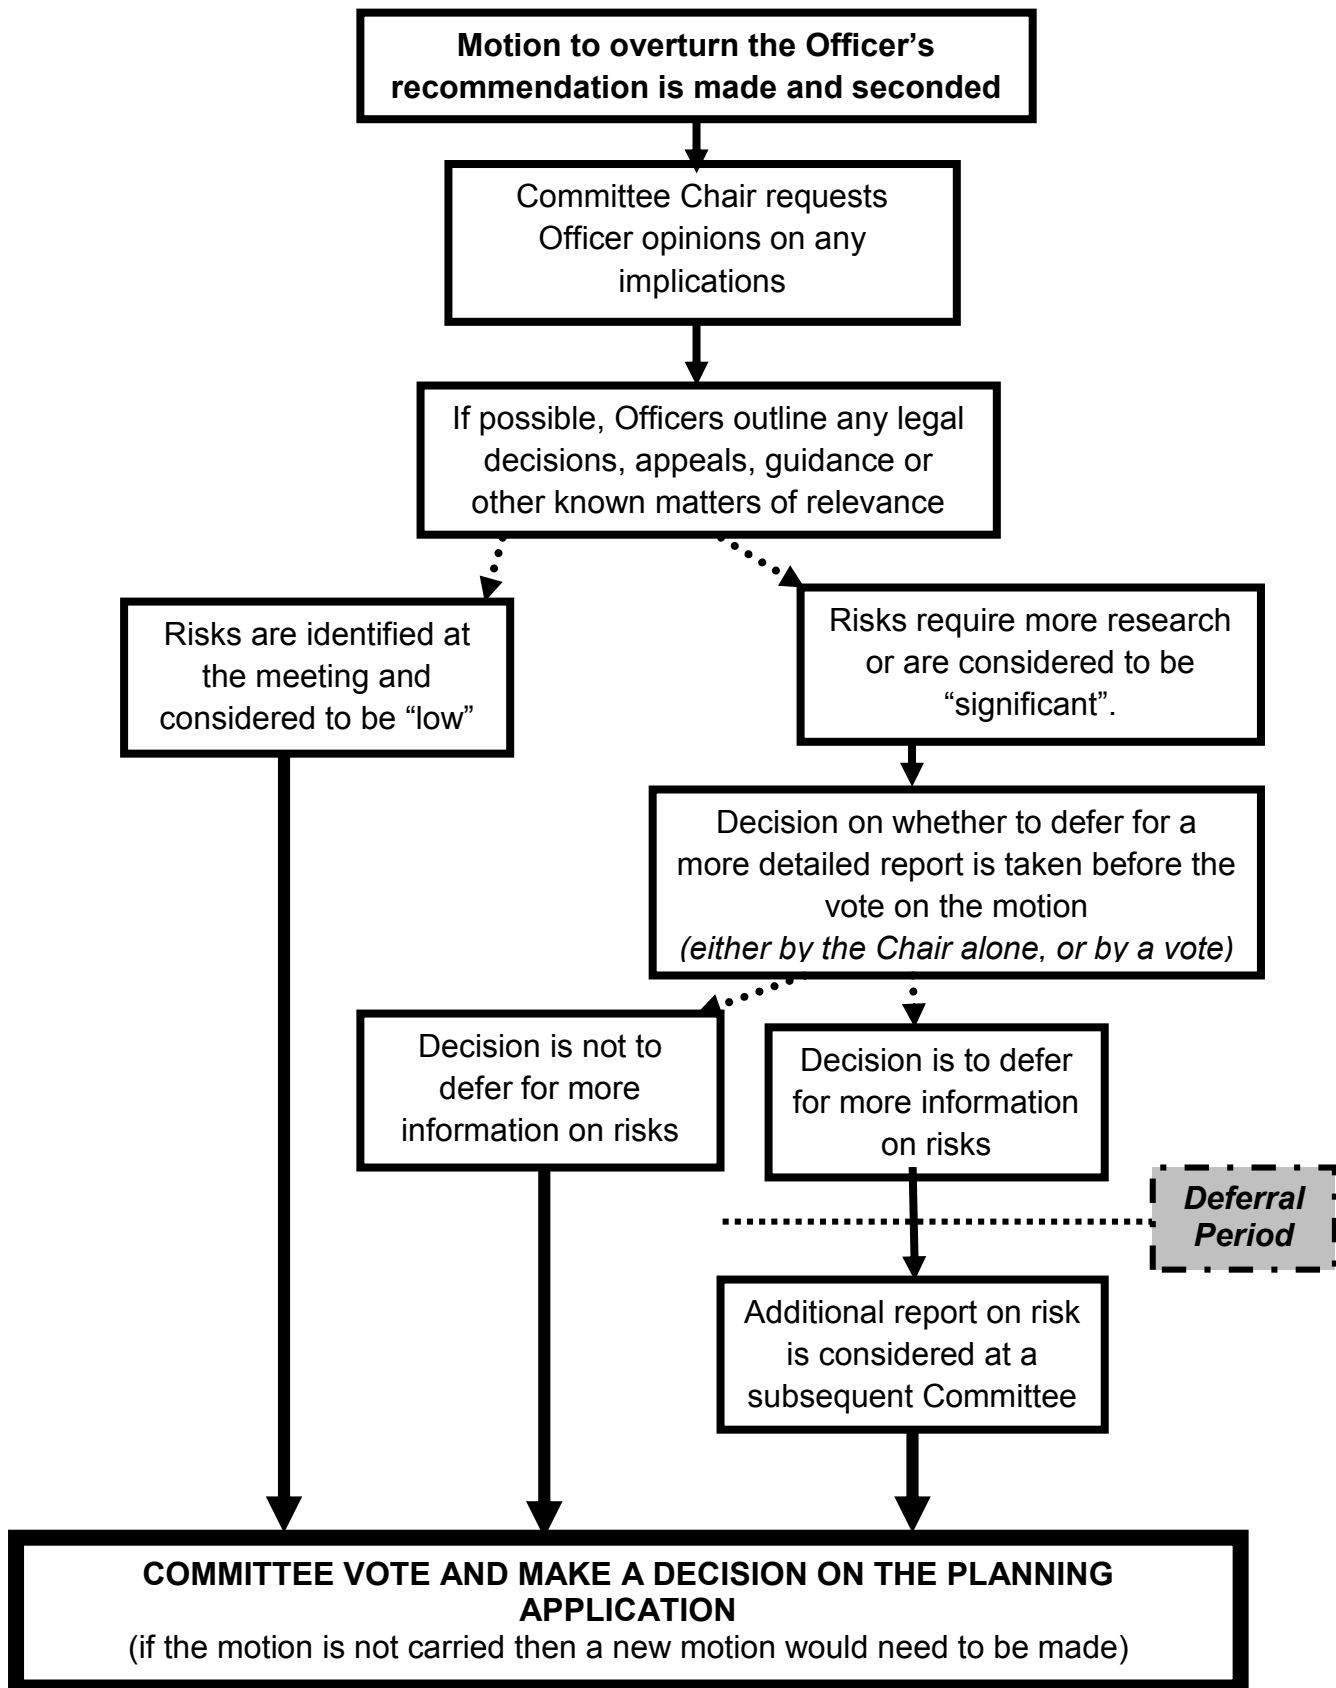 Motion to overturn the Officer’s
recommendation is made and seconded
Committee Chair requests
Officer opinions on any
implications
If possible, Officers outline any legal
decisions, appeals, guidance or
other known matters of relevance
Risks are identified at
the meeting and
considered to be “low”
Risks require more research
or are considered to be
“significant”.
Decision on whether to defer for a
more detailed report is taken before the
vote on the motion
(either by the Chair alone, or by a vote)
Decision is not to
defer for more
information on risks
Decision is to defer
for more information
on risks
Deferral
Period
Additional report on risk
is considered at a
subsequent Committee
COMMITTEE VOTE AND MAKE A DECISION ON THE PLANNING
APPLICATION
(if the motion is not carried then a new motion would need to be made)